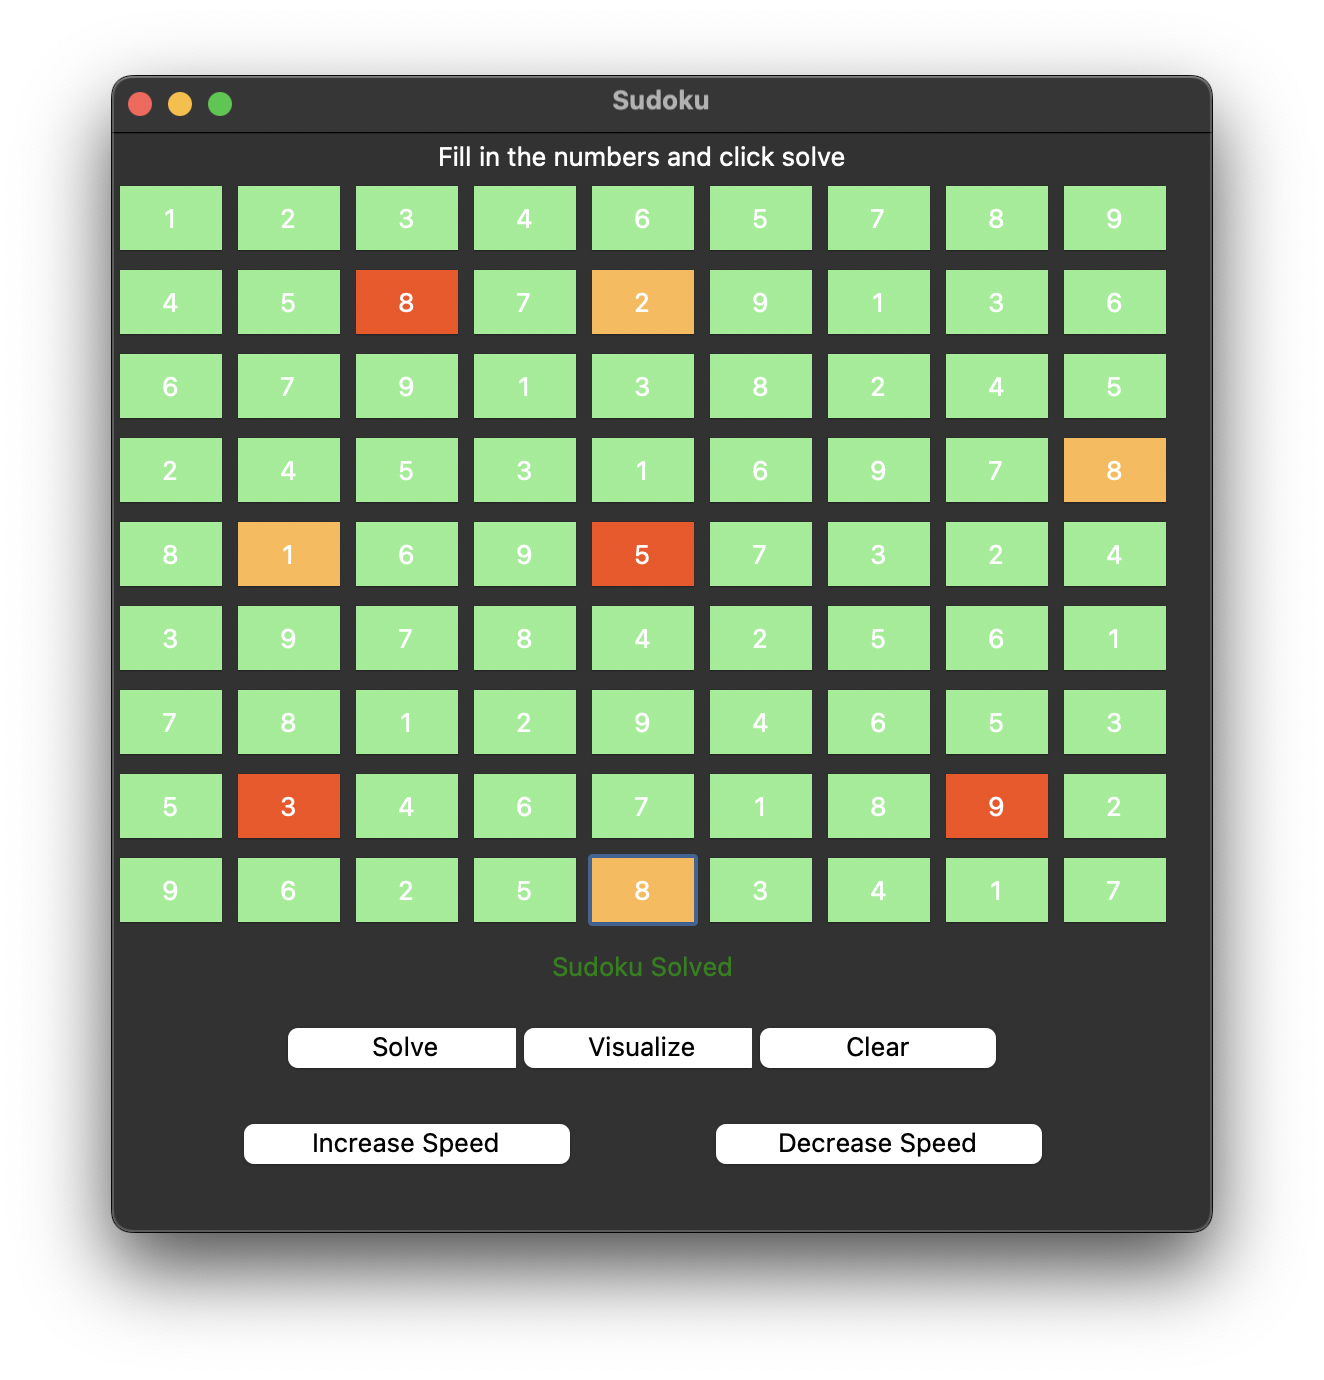 Sudoku
Fill in the numbers and click solve
1 2 3 4 6 5 7 8 9
4 5 8 7 2 9 1 3 6
6 7 9 1 3 8 2 4 5
2 4 5 3 1 6 9 7 8
8 1 6 9 5 7 3 2 4
3 9 7 8 4 2 5 6 1
7 8 1 2 9 4 6 5 3
5 3 4 6 7 1 8 9 2
9 6 2 5 8 3 4 1 7
Sudoku Solved
Solve Visualize Clear
Increase Speed Decrease Speed